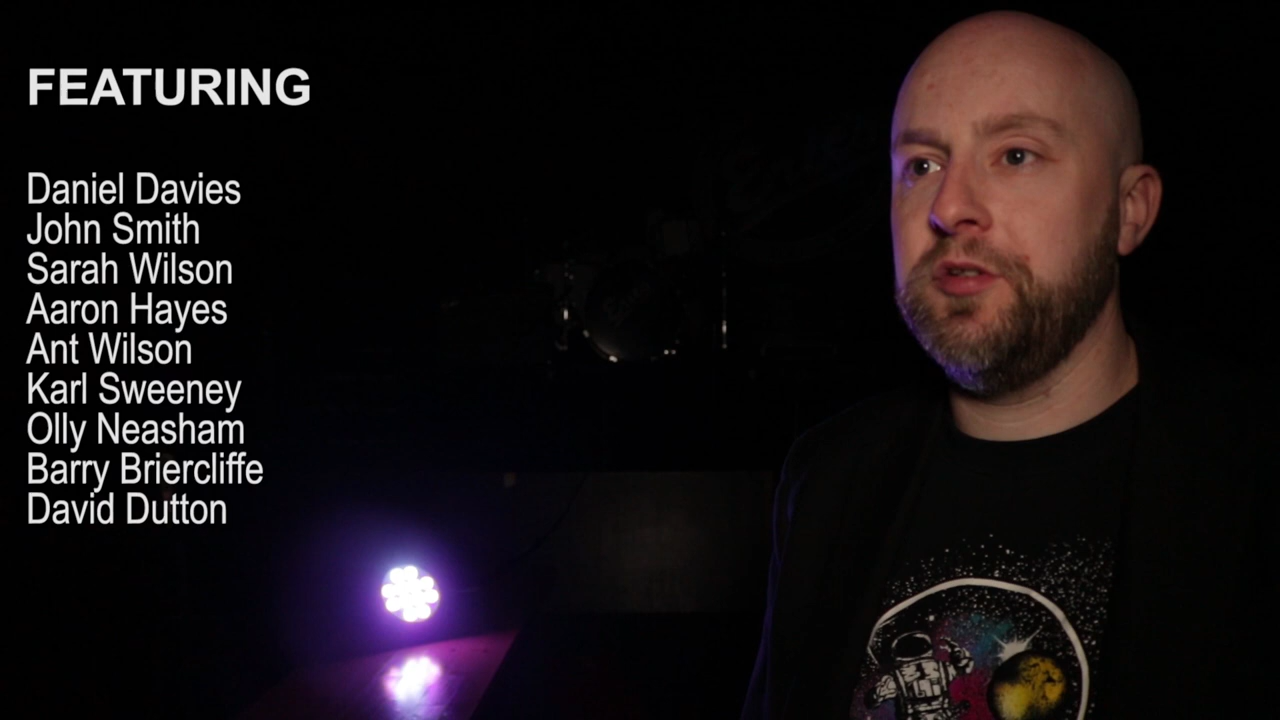 FEATURING
Daniel Davies
John Smith
Sarah Wilson
Aaron Hayes
Ant Wilson
Karl Sweeney
Olly Neasham
Barry Briercliffe
David Dutton